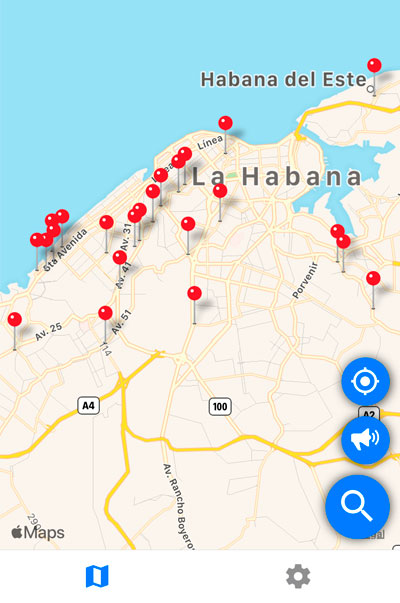 Habana del Este
Línea
La Habana
5ta Avenida
Av. 31
Av. 41
Porvenir
Av. 51
Av. 25
114
A4
100
A2
Av. Rancho Boyeros
Maps